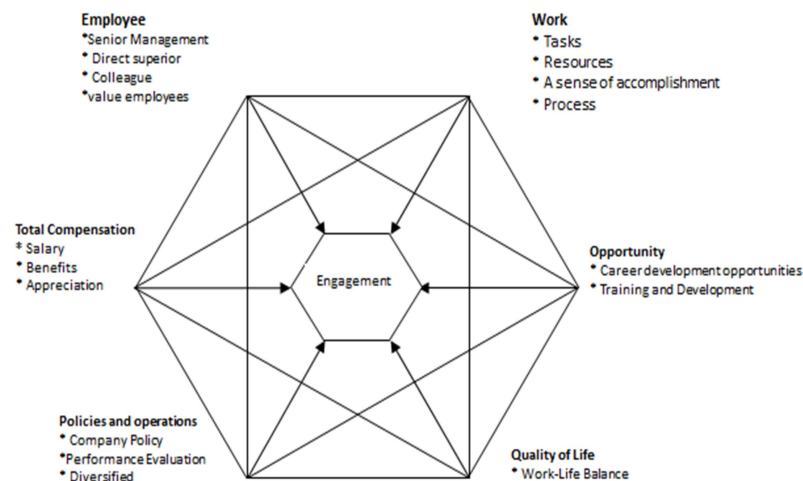 Employee
*Senior Management
* Direct superior
* Colleague
*value employees
Work
* Tasks
* Resources
* A sense of accomplishment
* Process
Total Compensation
* Salary
* Benefits
* Appreciation
Engagement
Opportunity
* Career development opportunities
* Training and Development
Policies and operations
* Company Policy
*Performance Evaluation
* Diversified
Quality of Life
* Work-Life Balance